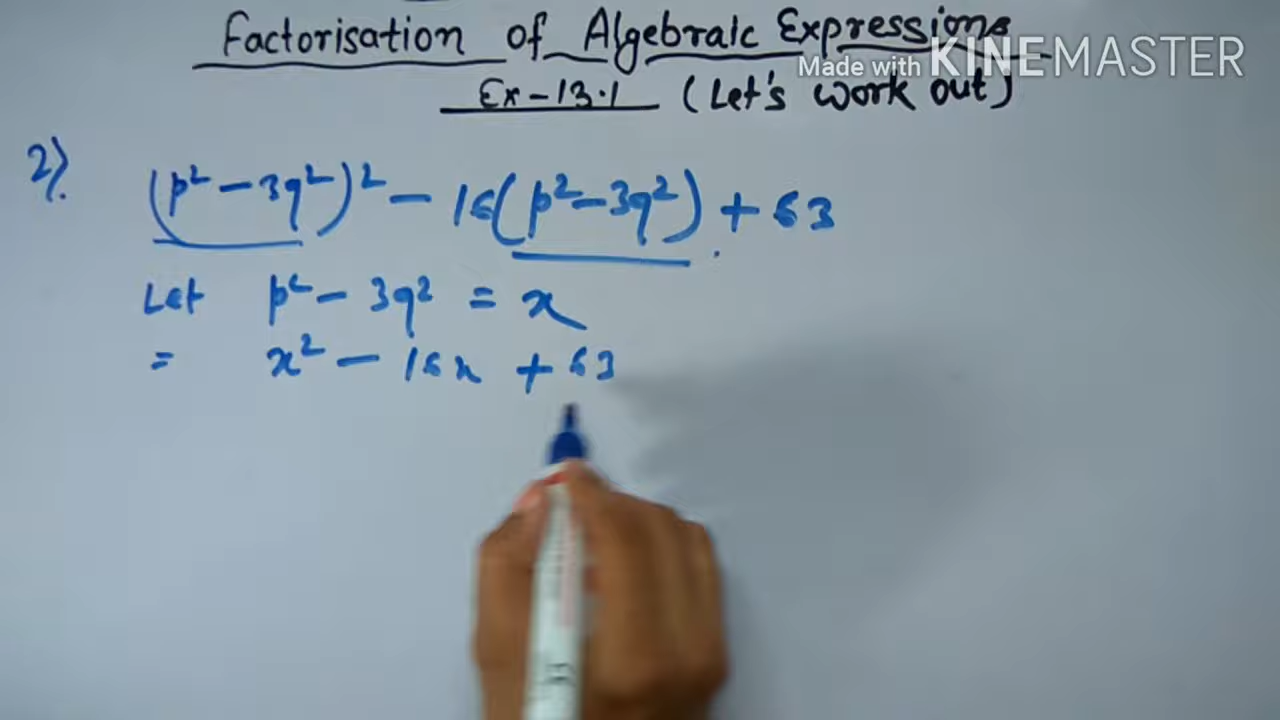 Factorisation of Algebraic Expressions
Made with KINEMASTER
Ex - 13.1 (Let's work out)
2). (p² - 3q²)² - 16(p² - 3q²) + 63
Let p² - 3q² = x
= x² - 16x + 63